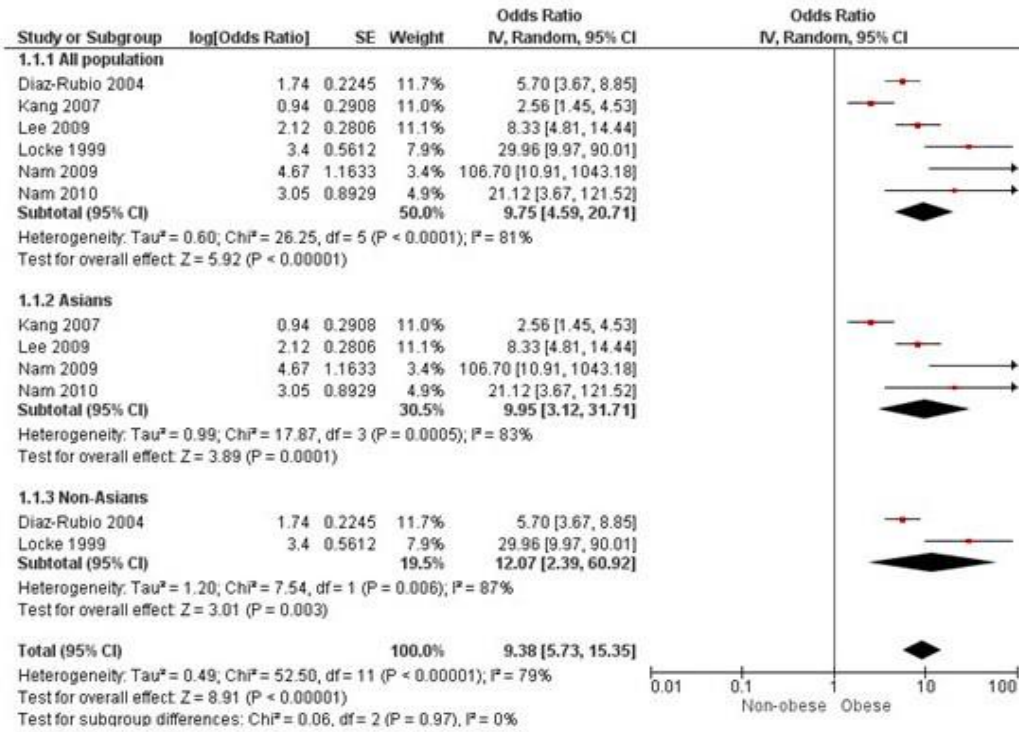 Odds Ratio Odds Ratio
Study or Subgroup log[Odds Ratio] SE Weight IV, Random, 95% CI IV, Random, 95% CI
1.1.1 All population
Diaz-Rubio 2004 1.74 0.2245 11.7% 5.70 [3.67, 8.85]
Kang 2007 0.94 0.2908 11.0% 2.56 [1.45, 4.53]
Lee 2009 2.12 0.2806 11.1% 8.33 [4.81, 14.44]
Locke 1999 3.4 0.5612 7.9% 29.96 [9.97, 90.01]
Nam 2009 4.67 1.1633 3.4% 106.70 [10.91, 1043.18]
Nam 2010 3.05 0.8929 4.9% 21.12 [3.67, 121.52]
Subtotal (95% CI) 50.0% 9.75 [4.59, 20.71]
Heterogeneity: Tau² = 0.60; Chi² = 26.25, df = 5 (P < 0.0001); I² = 81%
Test for overall effect: Z = 5.92 (P < 0.00001)
1.1.2 Asians
Kang 2007 0.94 0.2908 11.0% 2.56 [1.45, 4.53]
Lee 2009 2.12 0.2806 11.1% 8.33 [4.81, 14.44]
Nam 2009 4.67 1.1633 3.4% 106.70 [10.91, 1043.18]
Nam 2010 3.05 0.8929 4.9% 21.12 [3.67, 121.52]
Subtotal (95% CI) 30.5% 9.95 [3.12, 31.71]
Heterogeneity: Tau² = 0.99; Chi² = 17.87, df = 3 (P = 0.0005); I² = 83%
Test for overall effect: Z = 3.89 (P = 0.0001)
1.1.3 Non-Asians
Diaz-Rubio 2004 1.74 0.2245 11.7% 5.70 [3.67, 8.85]
Locke 1999 3.4 0.5612 7.9% 29.96 [9.97, 90.01]
Subtotal (95% CI) 19.5% 12.07 [2.39, 60.92]
Heterogeneity: Tau² = 1.20; Chi² = 7.54, df = 1 (P = 0.006); I² = 87%
Test for overall effect: Z = 3.01 (P = 0.003)
Total (95% CI) 100.0% 9.38 [5.73, 15.35]
Heterogeneity: Tau² = 0.49; Chi² = 52.50, df = 11 (P < 0.00001); I² = 79%
Test for overall effect: Z = 8.91 (P < 0.00001)
Test for subgroup differences: Chi² = 0.06, df = 2 (P = 0.97), I² = 0%
0.01 0.1 1 10 100
Non-obese Obese